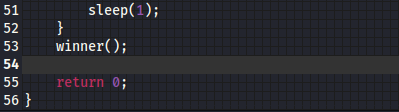 51        sleep(1);
52    }
53    winner();
54
55    return 0;
56 }